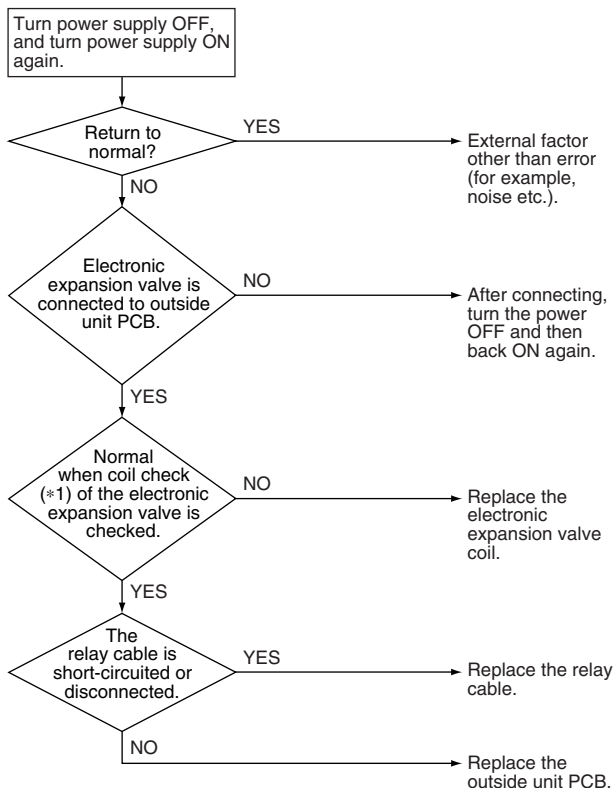 Turn power supply OFF,
and turn power supply ON
again.
Return to
normal?
YES
External factor
other than error
(for example,
noise etc.).
NO
Electronic
expansion valve is
connected to outside
unit PCB.
NO
After connecting,
turn the power
OFF and then
back ON again.
YES
Normal
when coil check
(*1) of the electronic
expansion valve is
checked.
NO
Replace the
electronic
expansion valve
coil.
YES
The
relay cable is
short-circuited or
disconnected.
YES
Replace the relay
cable.
NO
Replace the
outside unit PCB.